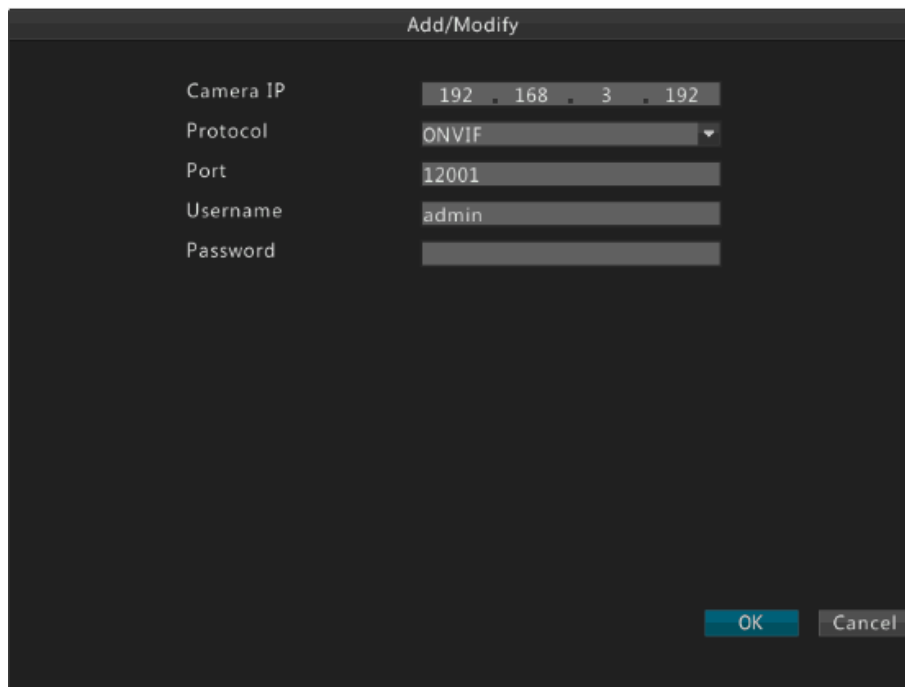 Add/Modify
Camera IP 192 . 168 . 3 . 192
Protocol ONVIF
Port 12001
Username admin
Password
OK Cancel